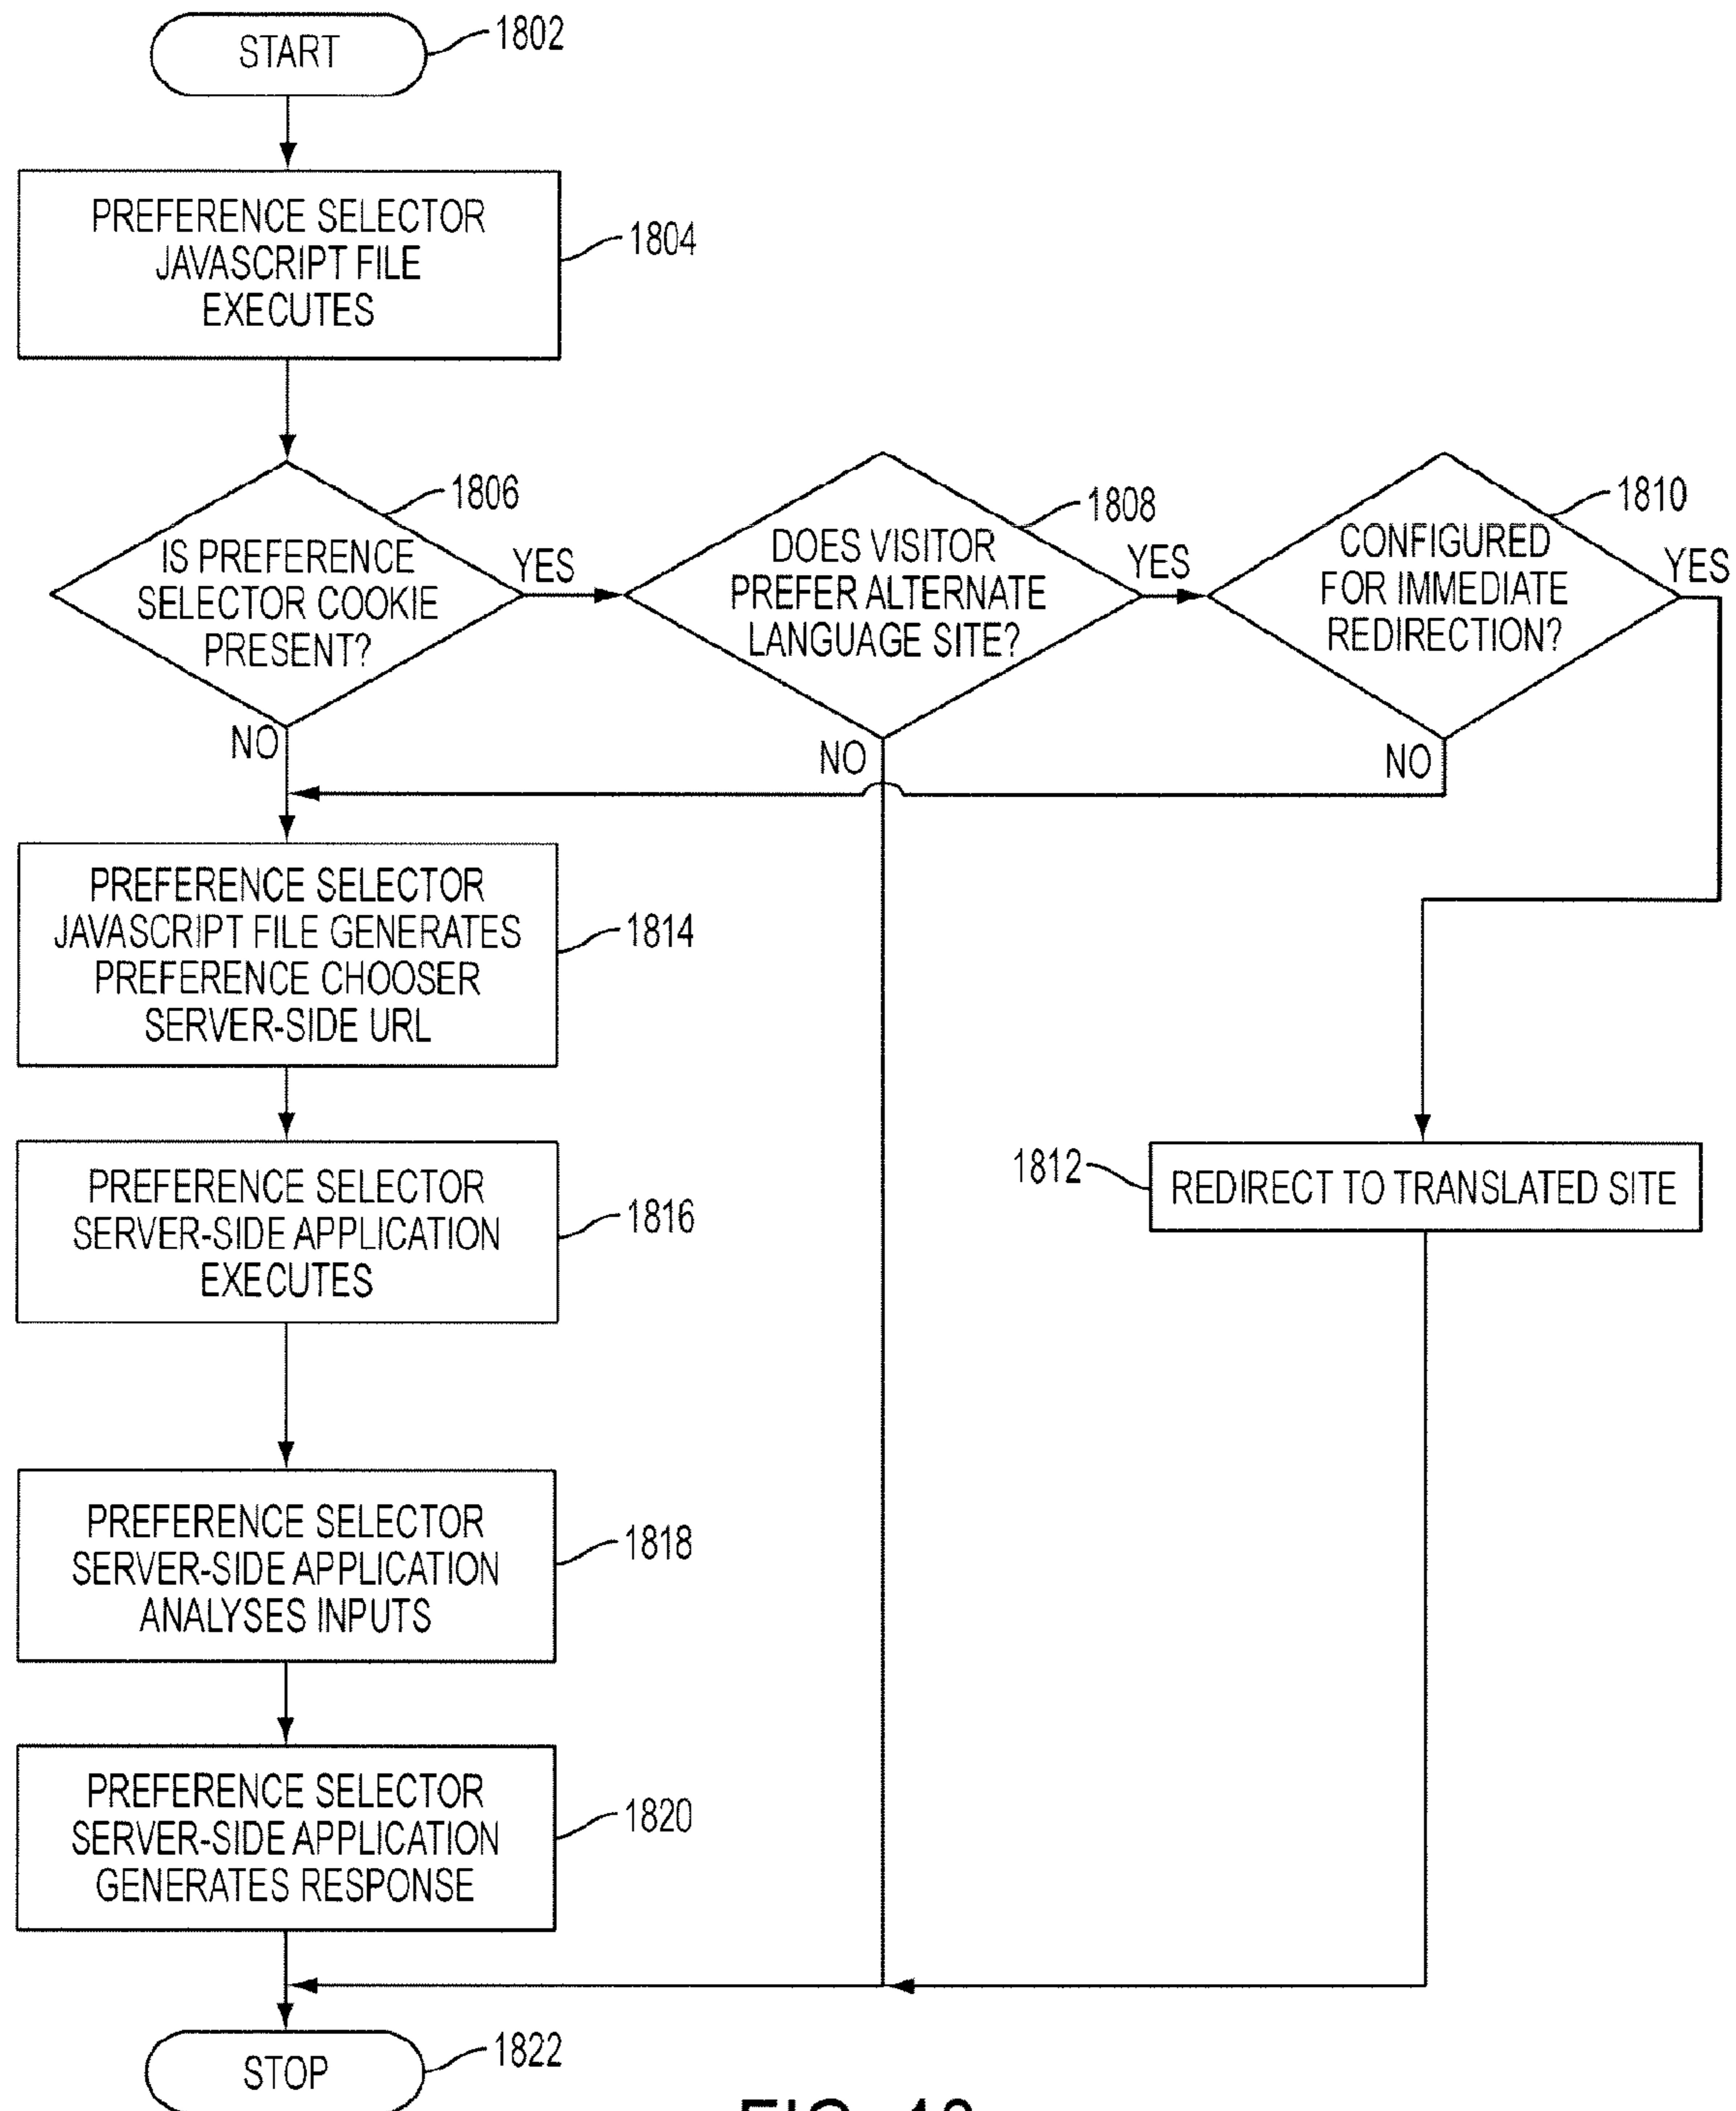 START
1802
PREFERENCE SELECTOR
JAVASCRIPT FILE
EXECUTES
1804
IS PREFERENCE
SELECTOR COOKIE
PRESENT?
1806
YES
NO
DOES VISITOR
PREFER ALTERNATE
LANGUAGE SITE?
1808
YES
NO
CONFIGURED
FOR IMMEDIATE
REDIRECTION?
1810
YES
NO
PREFERENCE SELECTOR
JAVASCRIPT FILE GENERATES
PREFERENCE CHOOSER
SERVER-SIDE URL
1814
PREFERENCE SELECTOR
SERVER-SIDE APPLICATION
EXECUTES
1816
1812
REDIRECT TO TRANSLATED SITE
PREFERENCE SELECTOR
SERVER-SIDE APPLICATION
ANALYSES INPUTS
1818
PREFERENCE SELECTOR
SERVER-SIDE APPLICATION
GENERATES RESPONSE
1820
STOP
1822